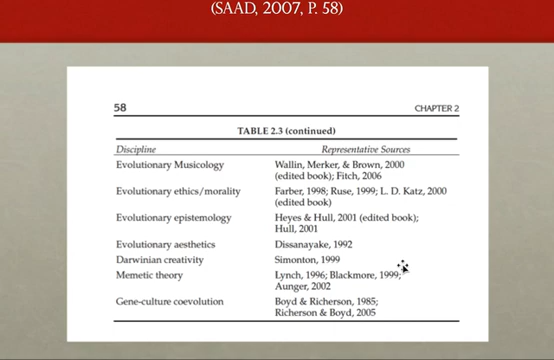 (SAAD, 2007, P. 58)
58 CHAPTER 2
TABLE 2.3 (continued)
Discipline Representative Sources
Evolutionary Musicology Wallin, Merker, & Brown, 2000
(edited book); Fitch, 2006
Evolutionary ethics/morality Farber, 1998; Ruse, 1999; L. D. Katz, 2000
(edited book)
Evolutionary epistemology Heyes & Hull, 2001 (edited book);
Hull, 2001
Evolutionary aesthetics Dissanayake, 1992
Darwinian creativity Simonton, 1999
Memetic theory Lynch, 1996; Blackmore, 1999;
Aunger, 2002
Gene-culture coevolution Boyd & Richerson, 1985;
Richerson & Boyd, 2005